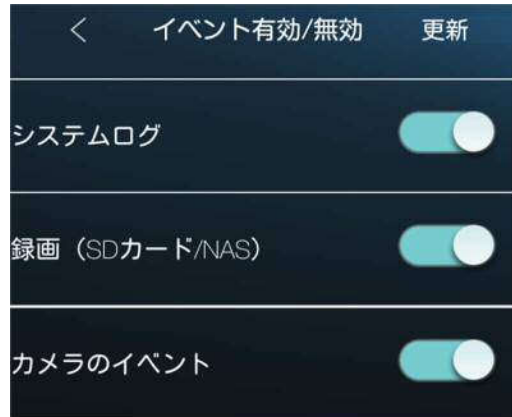 < イベント有効/無効 更新
システムログ
録画（SDカード/NAS）
カメラのイベント